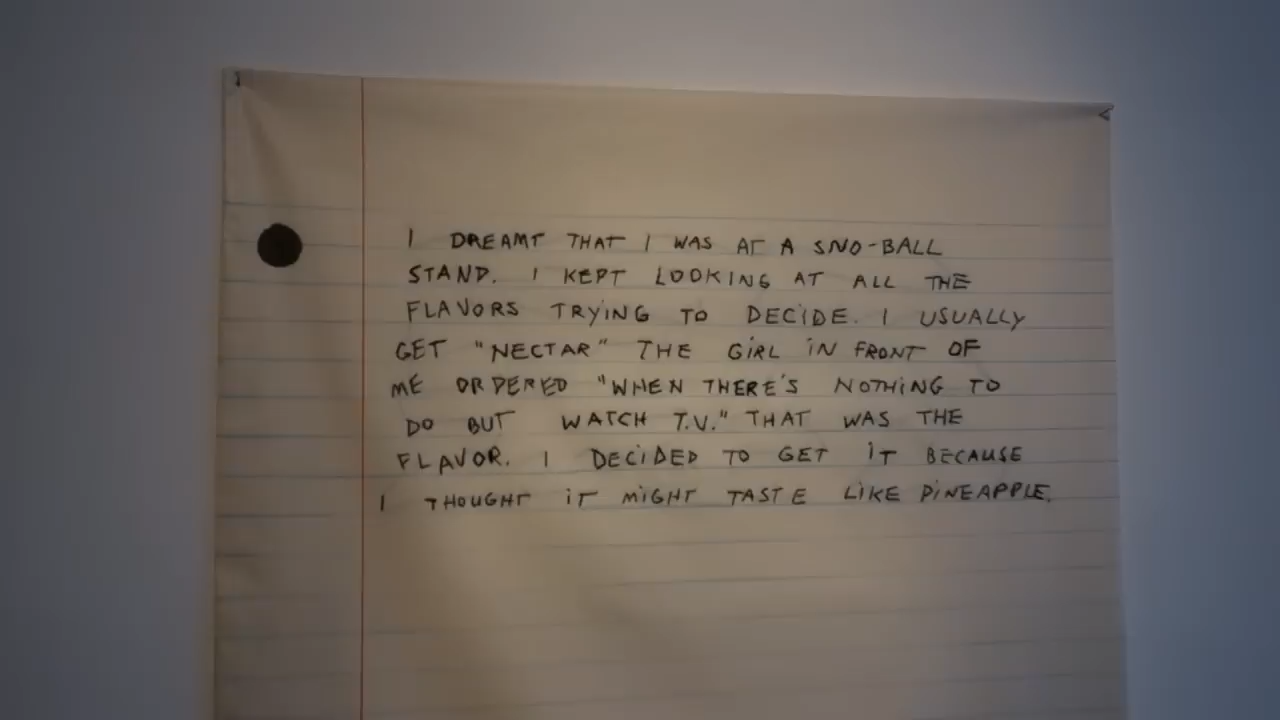 I DREAMT THAT I WAS AT A SNO-BALL
STAND. I KEPT LOOKING AT ALL THE
FLAVORS TRYING TO DECIDE. I USUALLY
GET "NECTAR" THE GIRL IN FRONT OF
ME ORDERED "WHEN THERE'S NOTHING TO
DO BUT WATCH T.V." THAT WAS THE
FLAVOR. I DECIDED TO GET IT BECAUSE
I THOUGHT IT MIGHT TASTE LIKE PINEAPPLE.